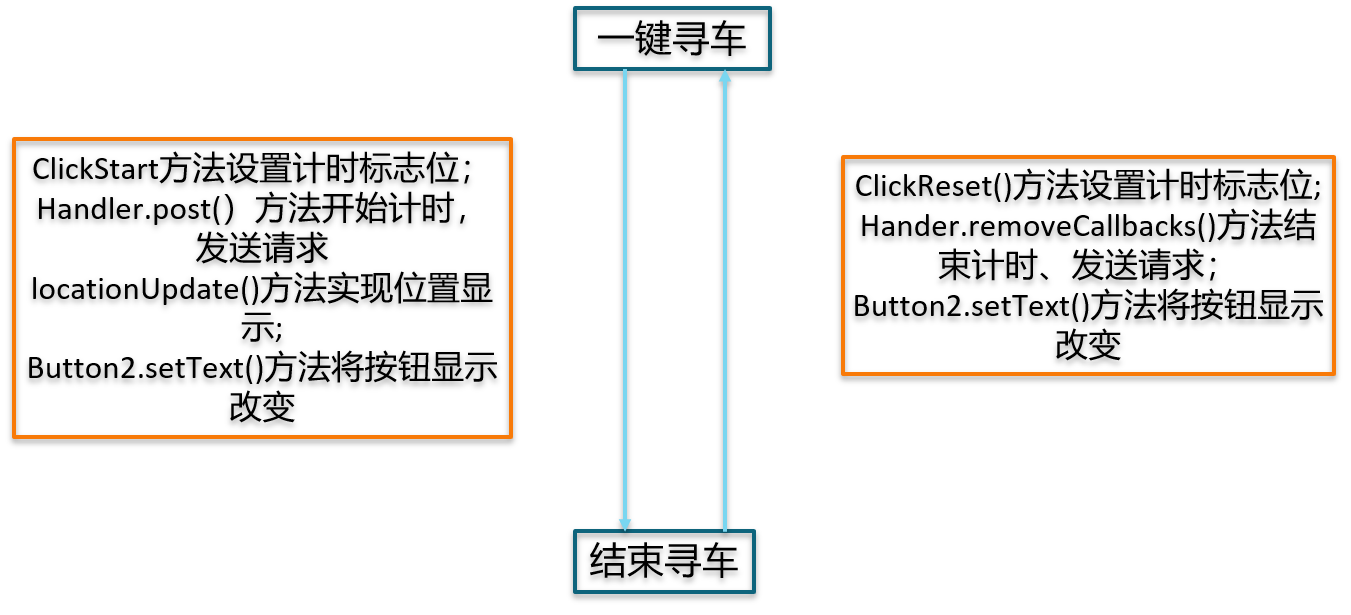 一键寻车
ClickStart方法设置计时标志位；
Handler.post(）方法开始计时，
发送请求
locationUpdate()方法实现位置显
示;
Button2.setText()方法将按钮显示
改变
ClickReset()方法设置计时标志位;
Hander.removeCallbacks()方法结
束计时、发送请求；
Button2.setText()方法将按钮显示
改变
结束寻车